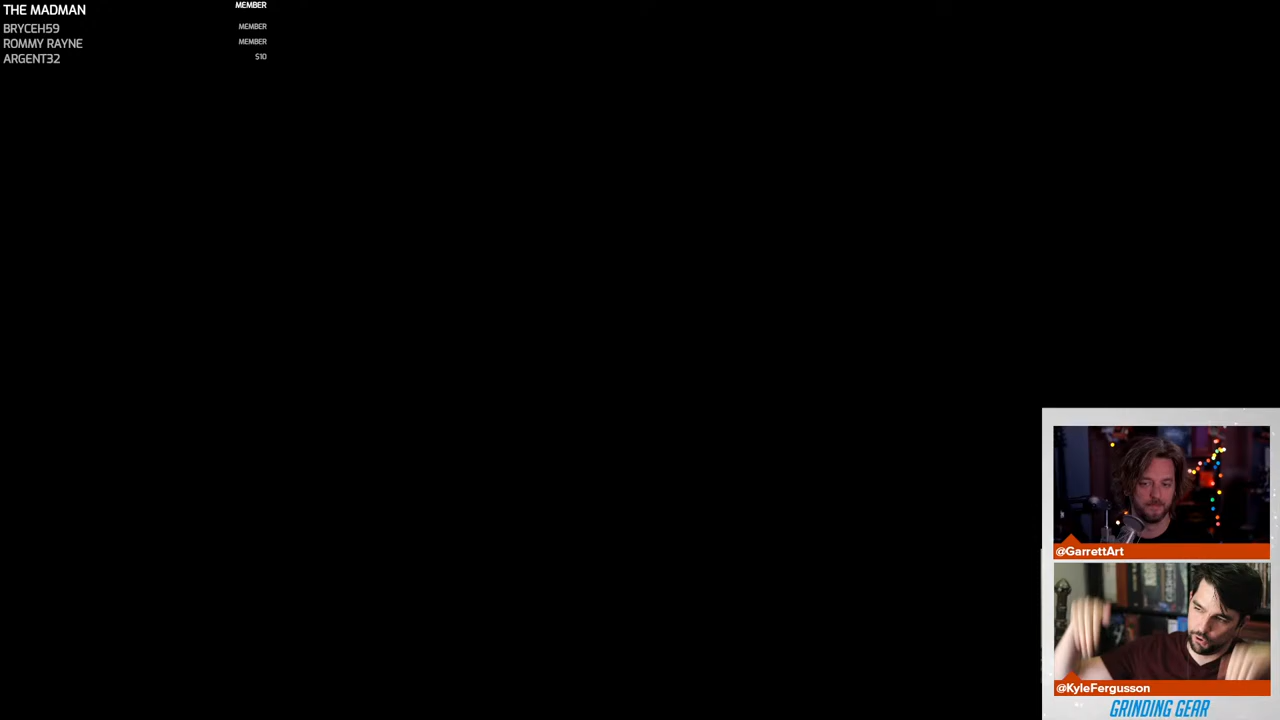 THE MADMAN MEMBER
BRYCEH59 MEMBER
ROMMY RAYNE MEMBER
ARGENT32 $10
@GarrettArt
@KyleFergusson
GRINDING GEAR